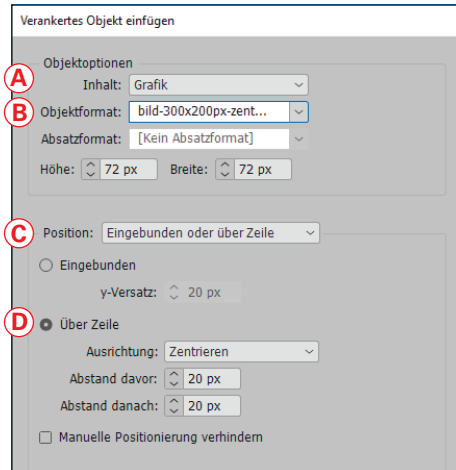 Verankertes Objekt einfügen
Objektoptionen
A
Inhalt: Grafik
B
Objektformat: bild-300x200px-zent...
Absatzformat: [Kein Absatzformat]
Höhe: 72 px Breite: 72 px
C
Position: Eingebunden oder über Zeile
Eingebunden
y-Versatz: 20 px
D
Über Zeile
Ausrichtung: Zentrieren
Abstand davor: 20 px
Abstand danach: 20 px
Manuelle Positionierung verhindern